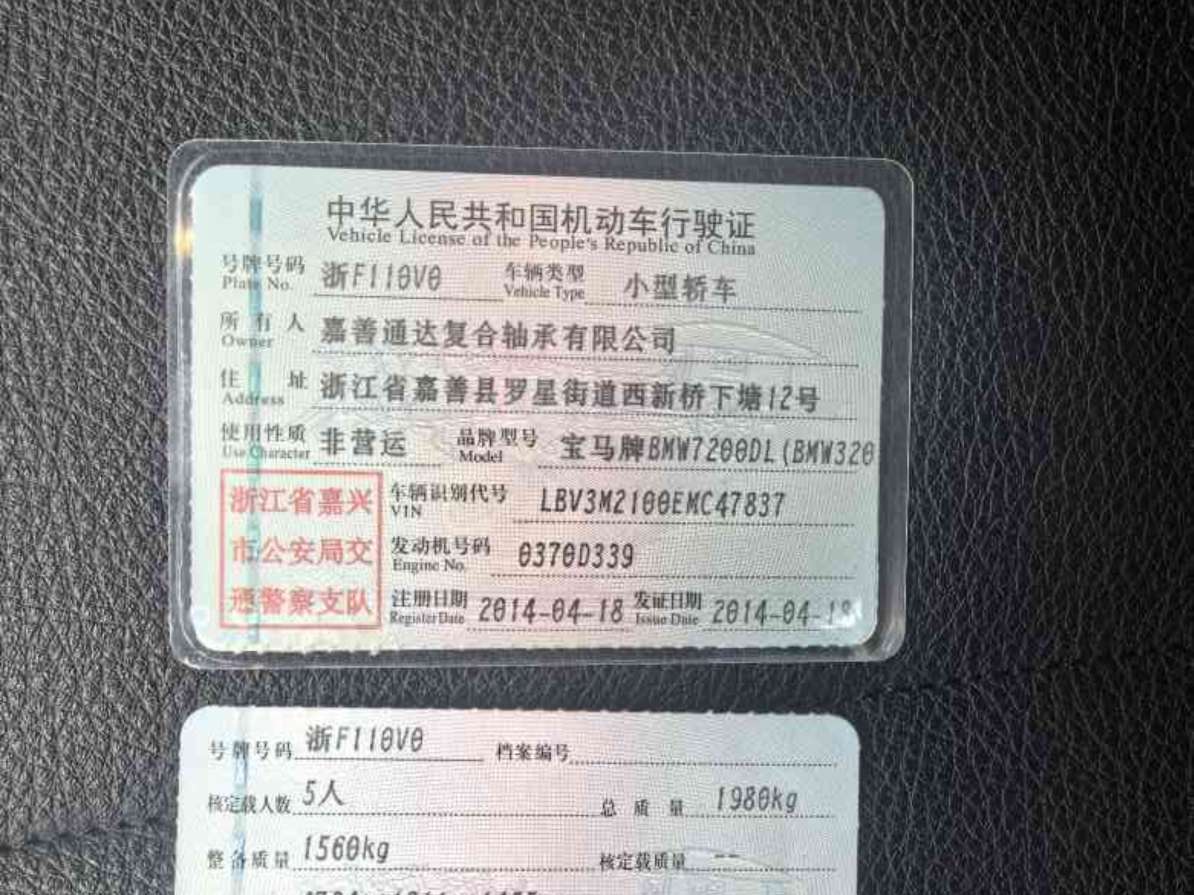 中华人民共和国机动车行驶证
Vehicle License of the People's Republic of China
号牌号码 浙F110V0 车辆类型 小型轿车
Plate No. Vehicle Type
所有人 嘉善通达复合轴承有限公司
Owner
住址 浙江省嘉善县罗星街道西新桥下塘12号
Address
使用性质 非营运 品牌型号 宝马牌BMW7200DL(BMW320
Use Character Model
浙江省嘉兴
市公安局交
通警察支队
车辆识别代号 LBV3M2100EMC47837
VIN
发动机号码 0370D339
Engine No.
注册日期 2014-04-18 发证日期 2014-04-18
Register Date Issue Date
号牌号码 浙F110V0 档案编号
核定载人数 5人 总质量 1980kg
整备质量 1560kg 核定载质量 --